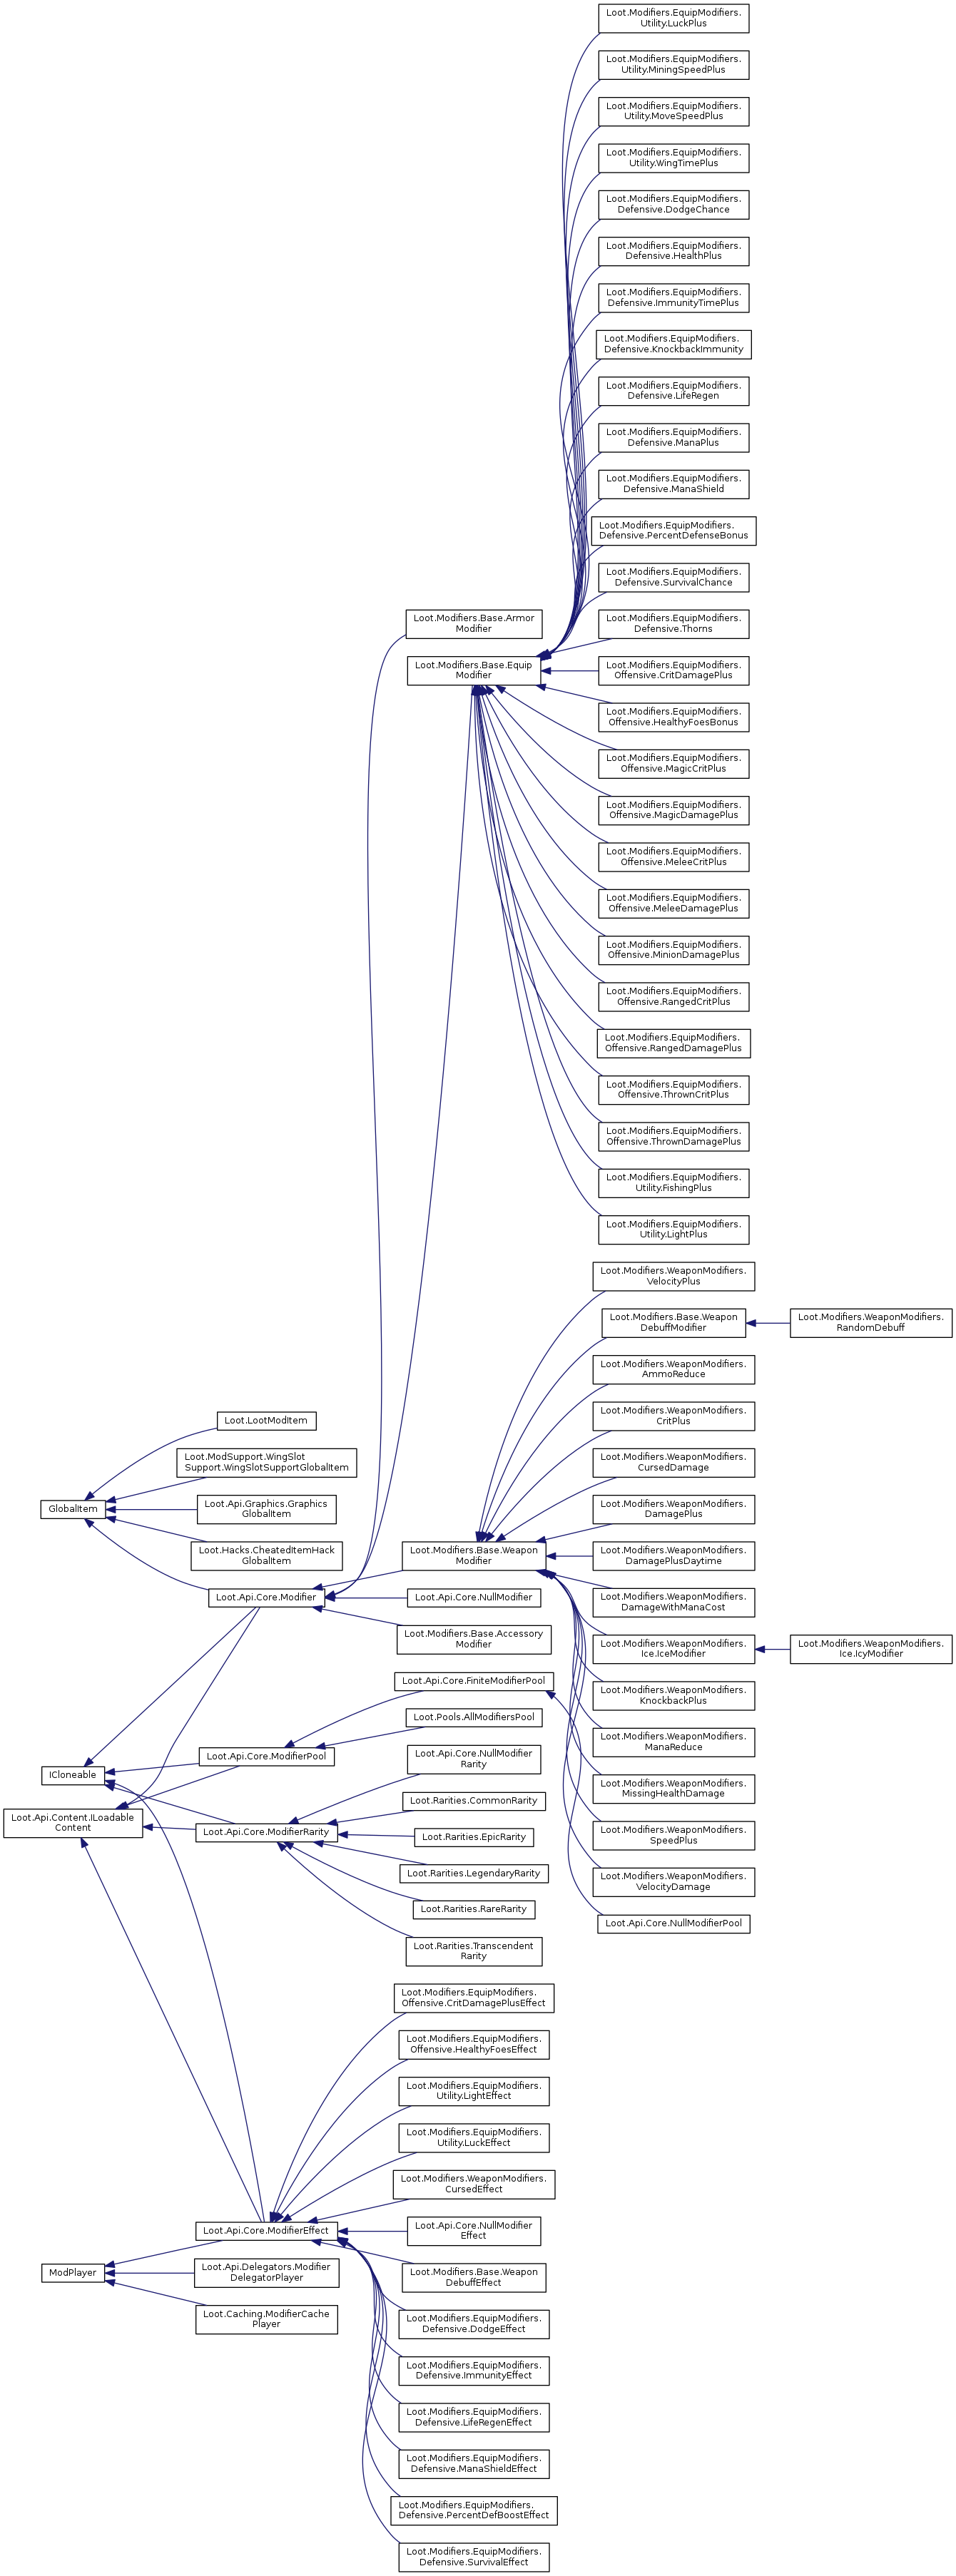 Loot.Modifiers.EquipModifiers.
Utility.LuckPlus
Loot.Modifiers.EquipModifiers.
Utility.MiningSpeedPlus
Loot.Modifiers.EquipModifiers.
Utility.MoveSpeedPlus
Loot.Modifiers.EquipModifiers.
Utility.WingTimePlus
Loot.Modifiers.EquipModifiers.
Defensive.DodgeChance
Loot.Modifiers.EquipModifiers.
Defensive.HealthPlus
Loot.Modifiers.EquipModifiers.
Defensive.ImmunityTimePlus
Loot.Modifiers.EquipModifiers.
Defensive.KnockbackImmunity
Loot.Modifiers.EquipModifiers.
Defensive.LifeRegen
Loot.Modifiers.EquipModifiers.
Defensive.ManaPlus
Loot.Modifiers.EquipModifiers.
Defensive.ManaShield
Loot.Modifiers.EquipModifiers.
Defensive.PercentDefenseBonus
Loot.Modifiers.EquipModifiers.
Defensive.SurvivalChance
Loot.Modifiers.Base.Armor
Modifier
Loot.Modifiers.EquipModifiers.
Defensive.Thorns
Loot.Modifiers.Base.Equip
Modifier
Loot.Modifiers.EquipModifiers.
Offensive.CritDamagePlus
Loot.Modifiers.EquipModifiers.
Offensive.HealthyFoesBonus
Loot.Modifiers.EquipModifiers.
Offensive.MagicCritPlus
Loot.Modifiers.EquipModifiers.
Offensive.MagicDamagePlus
Loot.Modifiers.EquipModifiers.
Offensive.MeleeCritPlus
Loot.Modifiers.EquipModifiers.
Offensive.MeleeDamagePlus
Loot.Modifiers.EquipModifiers.
Offensive.MinionDamagePlus
Loot.Modifiers.EquipModifiers.
Offensive.RangedCritPlus
Loot.Modifiers.EquipModifiers.
Offensive.RangedDamagePlus
Loot.Modifiers.EquipModifiers.
Offensive.ThrownCritPlus
Loot.Modifiers.EquipModifiers.
Offensive.ThrownDamagePlus
Loot.Modifiers.EquipModifiers.
Utility.FishingPlus
Loot.Modifiers.EquipModifiers.
Utility.LightPlus
Loot.Modifiers.WeaponModifiers.
VelocityPlus
Loot.Modifiers.Base.Weapon
DebuffModifier
Loot.Modifiers.WeaponModifiers.
RandomDebuff
Loot.Modifiers.WeaponModifiers.
AmmoReduce
Loot.Modifiers.WeaponModifiers.
CritPlus
Loot.LootModItem
Loot.ModSupport.WingSlot
Support.WingSlotSupportGlobalItem
Loot.Modifiers.WeaponModifiers.
CursedDamage
GlobalItem
Loot.Api.Graphics.Graphics
GlobalItem
Loot.Modifiers.WeaponModifiers.
DamagePlus
Loot.Hacks.CheatedItemHack
GlobalItem
Loot.Modifiers.Base.Weapon
Modifier
Loot.Modifiers.WeaponModifiers.
DamagePlusDaytime
Loot.Api.Core.Modifier
Loot.Api.Core.NullModifier
Loot.Modifiers.WeaponModifiers.
DamageWithManaCost
Loot.Modifiers.Base.Accessory
Modifier
Loot.Modifiers.WeaponModifiers.
Ice.IceModifier
Loot.Modifiers.WeaponModifiers.
Ice.IcyModifier
Loot.Api.Core.FiniteModifierPool
Loot.Modifiers.WeaponModifiers.
KnockbackPlus
Loot.Pools.AllModifiersPool
Loot.Modifiers.WeaponModifiers.
ManaReduce
Loot.Api.Core.ModifierPool
Loot.Api.Core.NullModifier
Rarity
ICloneable
Loot.Modifiers.WeaponModifiers.
MissingHealthDamage
Loot.Rarities.CommonRarity
Loot.Api.Content.ILoadable
Content
Loot.Api.Core.ModifierRarity
Loot.Rarities.EpicRarity
Loot.Modifiers.WeaponModifiers.
SpeedPlus
Loot.Rarities.LegendaryRarity
Loot.Modifiers.WeaponModifiers.
VelocityDamage
Loot.Rarities.RareRarity
Loot.Api.Core.NullModifierPool
Loot.Rarities.Transcendent
Rarity
Loot.Modifiers.EquipModifiers.
Offensive.CritDamagePlusEffect
Loot.Modifiers.EquipModifiers.
Offensive.HealthyFoesEffect
Loot.Modifiers.EquipModifiers.
Utility.LightEffect
Loot.Modifiers.EquipModifiers.
Utility.LuckEffect
Loot.Modifiers.WeaponModifiers.
CursedEffect
Loot.Api.Core.ModifierEffect
Loot.Api.Core.NullModifier
Effect
ModPlayer
Loot.Api.Delegators.Modifier
DelegatorPlayer
Loot.Modifiers.Base.Weapon
DebuffEffect
Loot.Caching.ModifierCache
Player
Loot.Modifiers.EquipModifiers.
Defensive.DodgeEffect
Loot.Modifiers.EquipModifiers.
Defensive.ImmunityEffect
Loot.Modifiers.EquipModifiers.
Defensive.LifeRegenEffect
Loot.Modifiers.EquipModifiers.
Defensive.ManaShieldEffect
Loot.Modifiers.EquipModifiers.
Defensive.PercentDefBoostEffect
Loot.Modifiers.EquipModifiers.
Defensive.SurvivalEffect